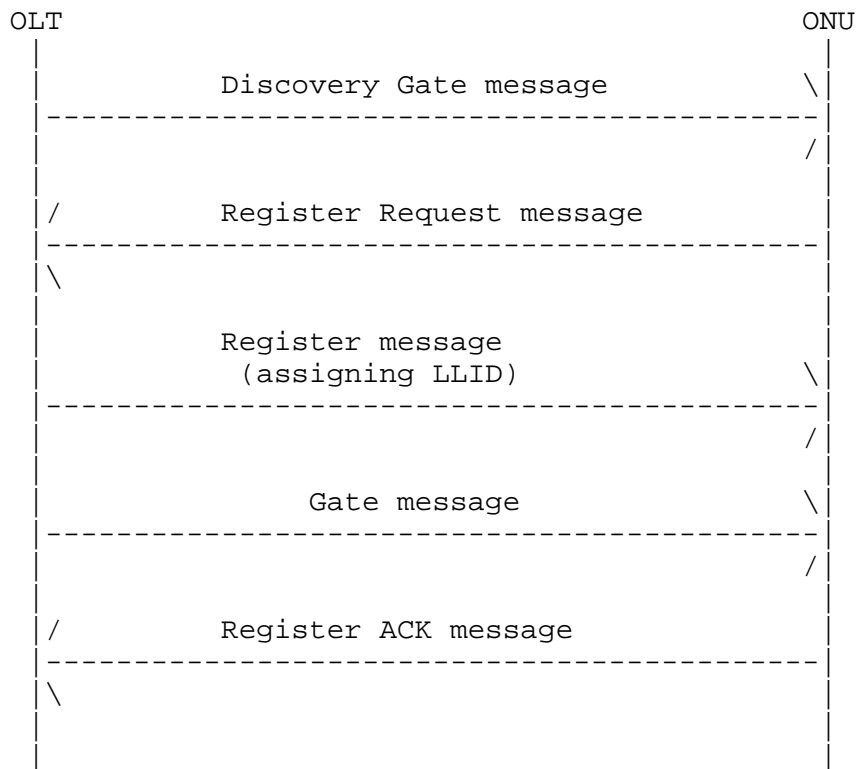 OLT ONU
Discovery Gate message
Register Request message
Register message
(assigning LLID)
Gate message
Register ACK message